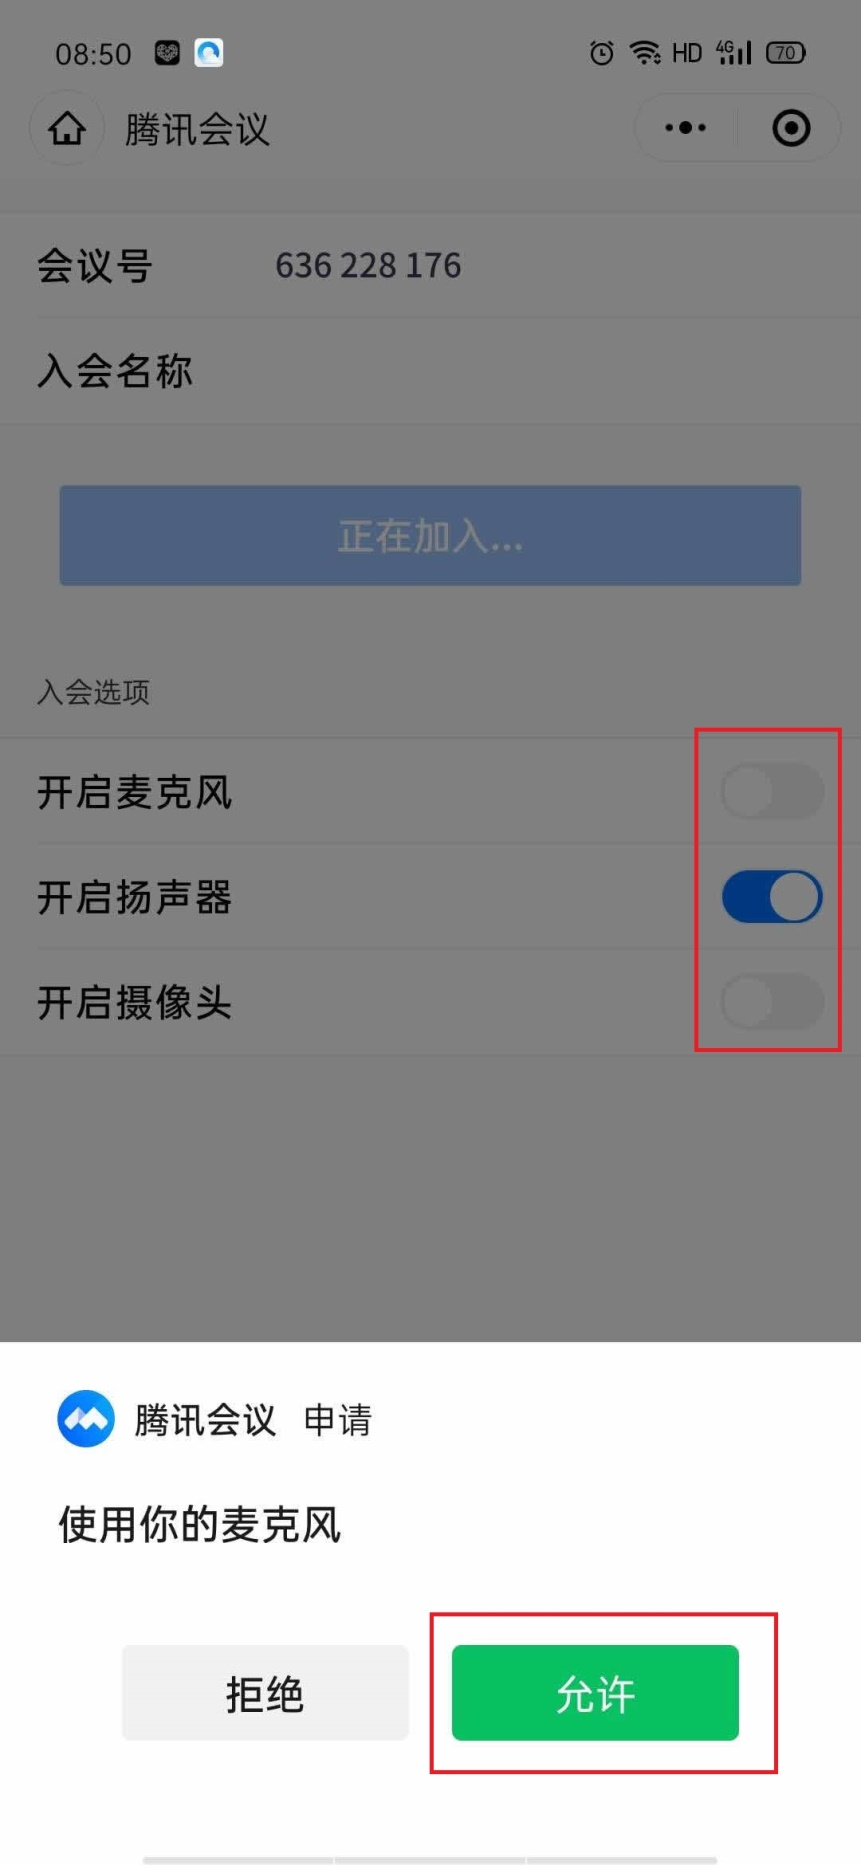 08:50 HD 4G 70
腾讯会议
会议号 636 228 176
入会名称
正在加入...
入会选项
开启麦克风
开启扬声器
开启摄像头
腾讯会议 申请
使用你的麦克风
拒绝 允许